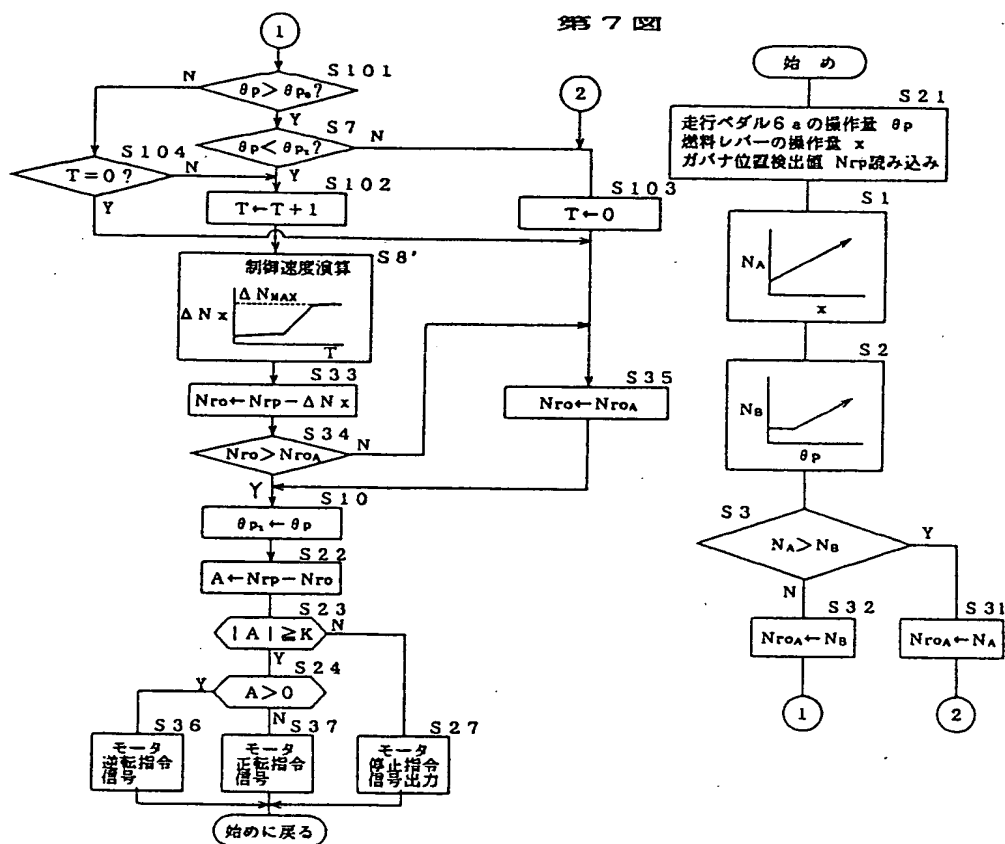 第7図
始め
S21
走行ペダル6aの操作量 θp
燃料レバーの操作量 x
ガバナ位置検出値 Nrp読み込み
S1
NA
x
S2
NB
θp
S3
NA>NB
Y
N
S32
NroA←NB
S31
NroA←NA
1
2
1
S101
θp>θp0?
N
Y
S7
θp<θp1?
N
Y
2
S104
T=0?
N
Y
S102
T←T+1
S103
T←0
S8'
制御速度演算
ΔNMAX
ΔNx
T
S33
Nro←Nrp-ΔNx
S34
Nro>NroA
N
Y
S35
Nro←NroA
S10
θp1←θp
S22
A←Nrp-Nro
S23
|A|≧K
N
Y
S24
A>0
Y
N
S36
モータ
逆転指令
信号
S37
モータ
正転指令
信号
S27
モータ
停止指令
信号出力
始めに戻る